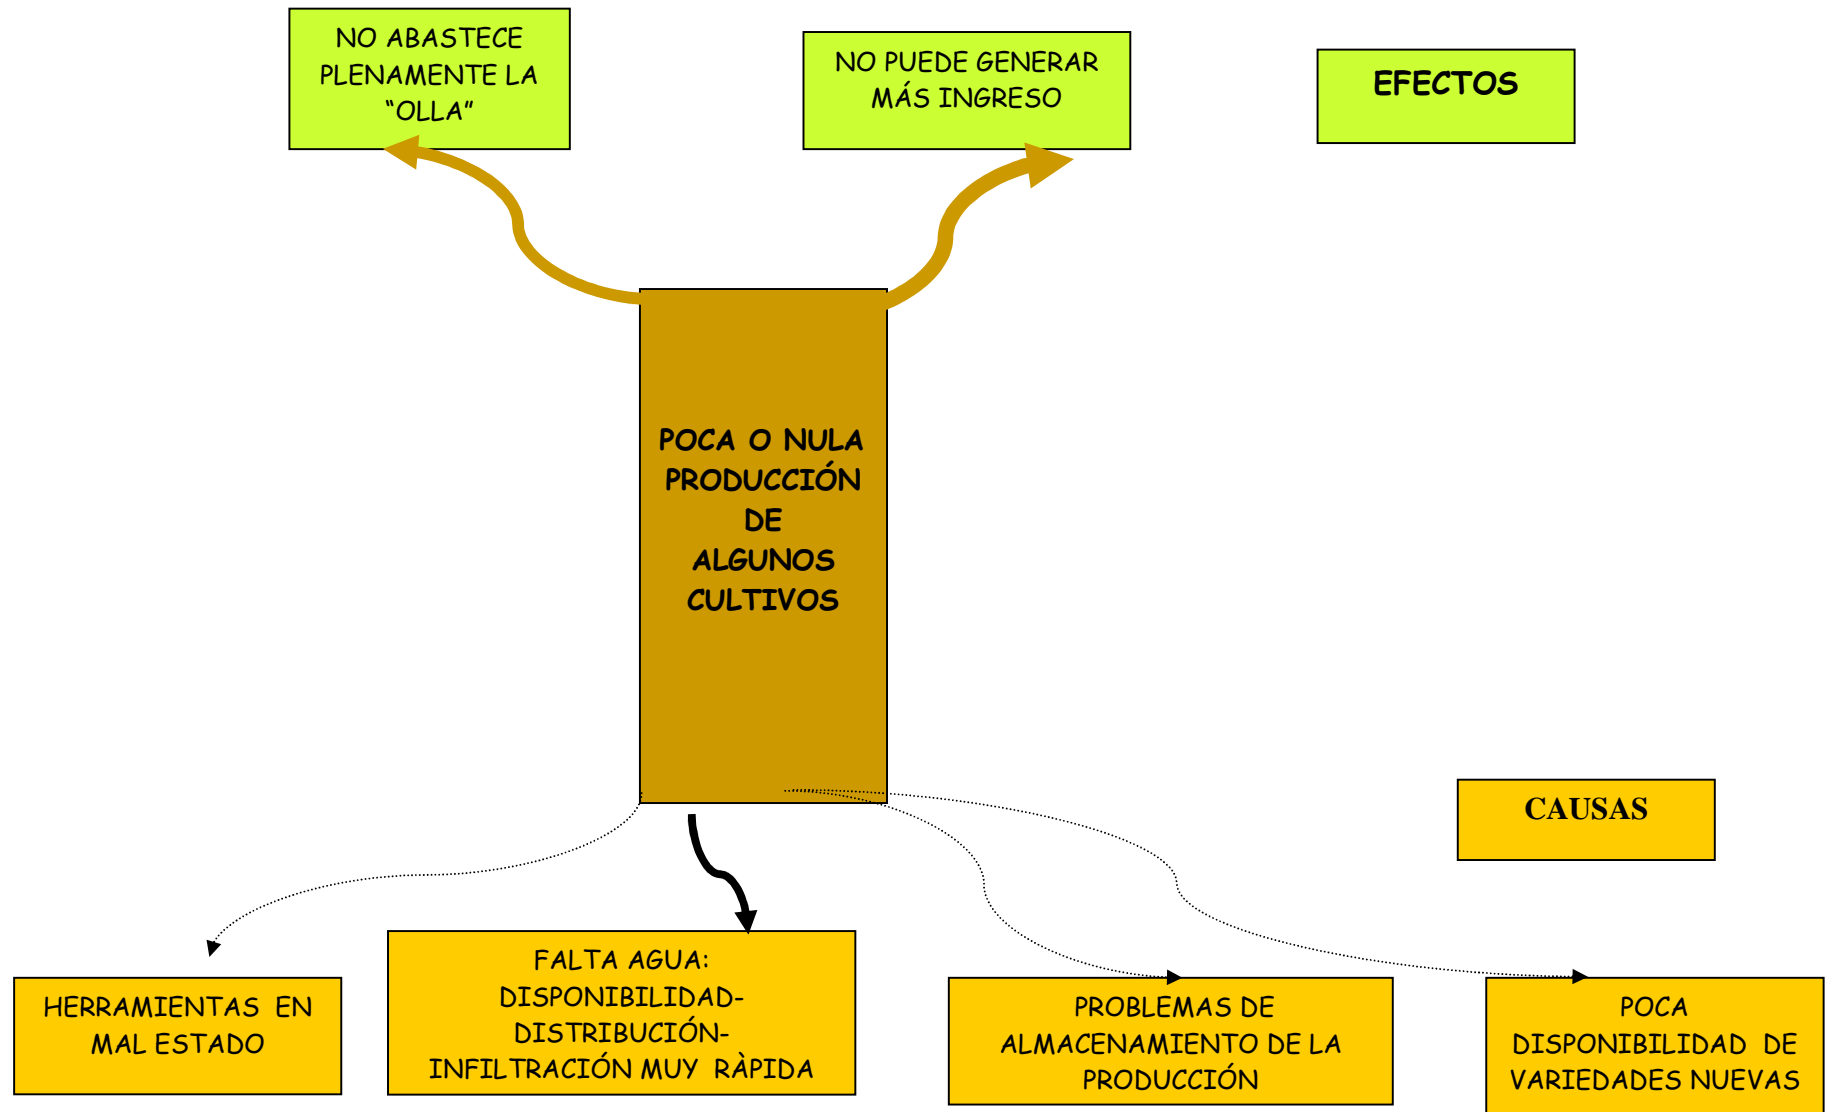 NO ABASTECE
PLENAMENTE LA
“OLLA”
NO PUEDE GENERAR
MÁS INGRESO
EFECTOS
POCA O NULA
PRODUCCIÓN
DE
ALGUNOS
CULTIVOS
CAUSAS
HERRAMIENTAS EN
MAL ESTADO
FALTA AGUA:
DISPONIBILIDAD-
DISTRIBUCIÓN-
INFILTRACIÓN MUY RÀPIDA
PROBLEMAS DE
ALMACENAMIENTO DE LA
PRODUCCIÓN
POCA
DISPONIBILIDAD DE
VARIEDADES NUEVAS